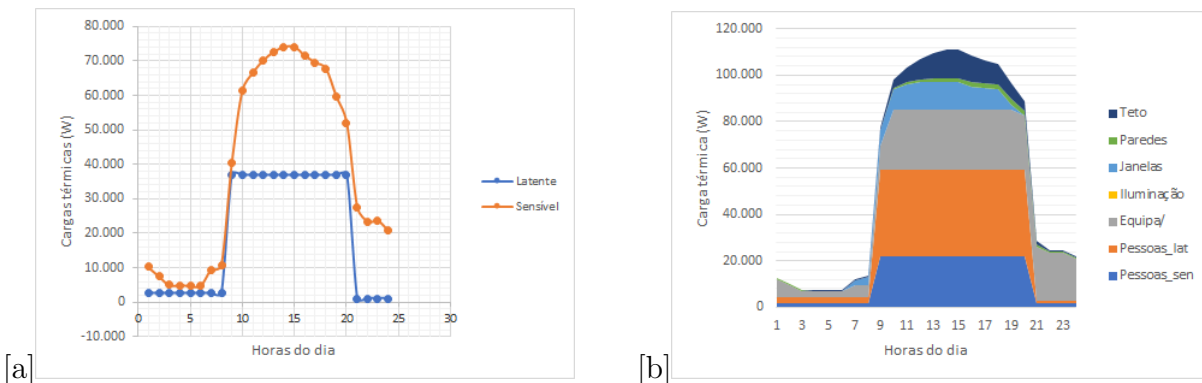 80.000
70.000
60.000
50.000
40.000
30.000
20.000
10.000
0
-10.000
Cargas térmicas (W)
0 5 10 15 20 25 30
Horas do dia
Latente
Sensível
[a]
120.000
100.000
80.000
60.000
40.000
20.000
0
Carga térmica (W)
1 3 5 7 9 11 13 15 17 19 21 23
Horas do dia
Teto
Paredes
Janelas
Iluminação
Equipa/
Pessoas_lat
Pessoas_sen
[b]